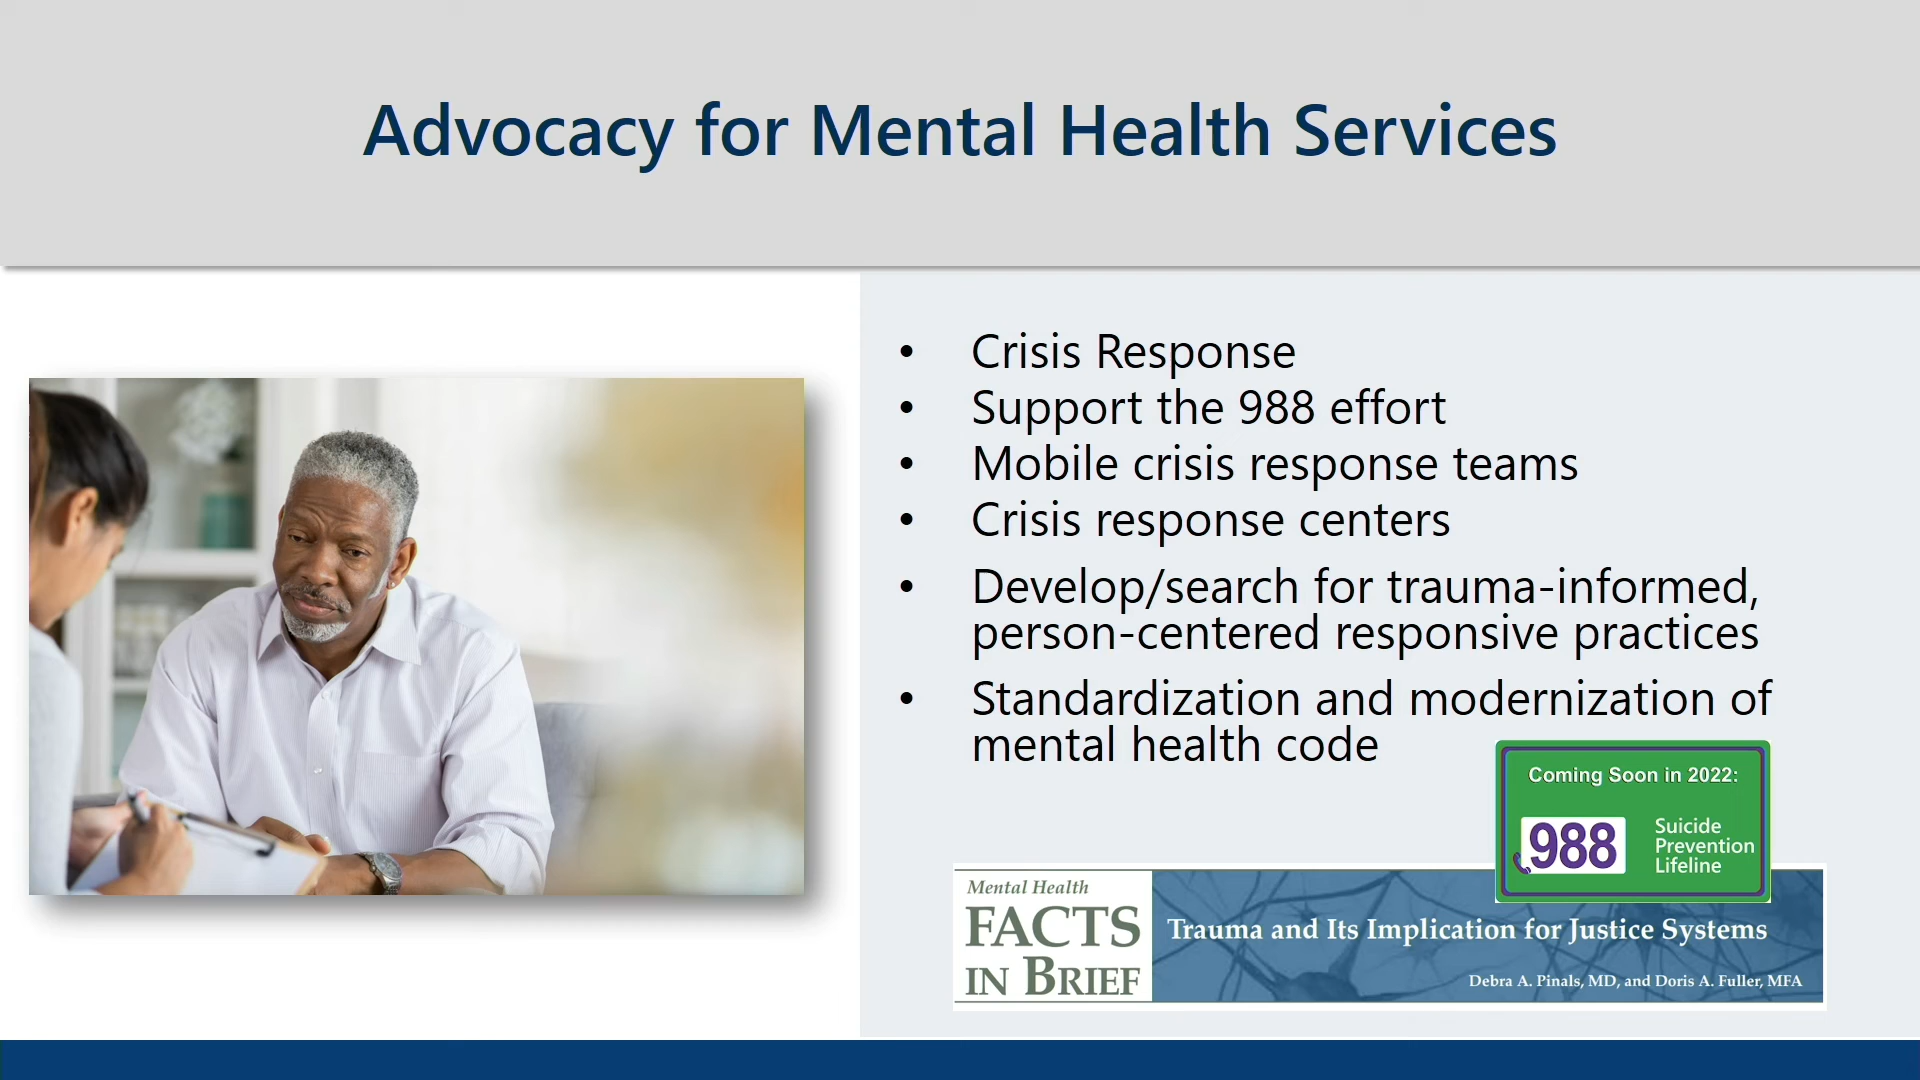 Advocacy for Mental Health Services
• Crisis Response
• Support the 988 effort
• Mobile crisis response teams
• Crisis response centers
• Develop/search for trauma-informed,
person-centered responsive practices
• Standardization and modernization of
mental health code
Coming Soon in 2022:
988
Suicide
Prevention
Lifeline
Mental Health
FACTS
IN BRIEF
Trauma and Its Implication for Justice Systems
Debra A. Pinals, MD, and Doris A. Fuller, MFA